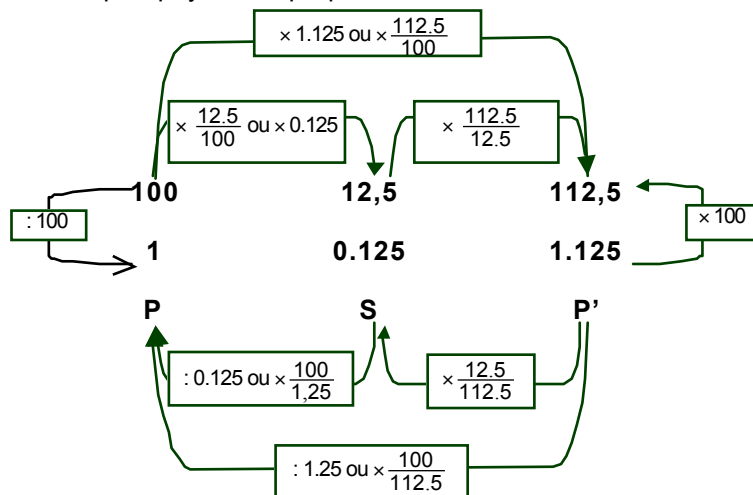 × 1.125 ou × 112.5
100
× 12.5 ou × 0.125
100
× 112.5
12.5
100 12,5 112,5
: 100
× 100
1 0.125 1.125
P S P’
: 0.125 ou × 100
1,25
× 12.5
112.5
: 1.25 ou × 100
112.5